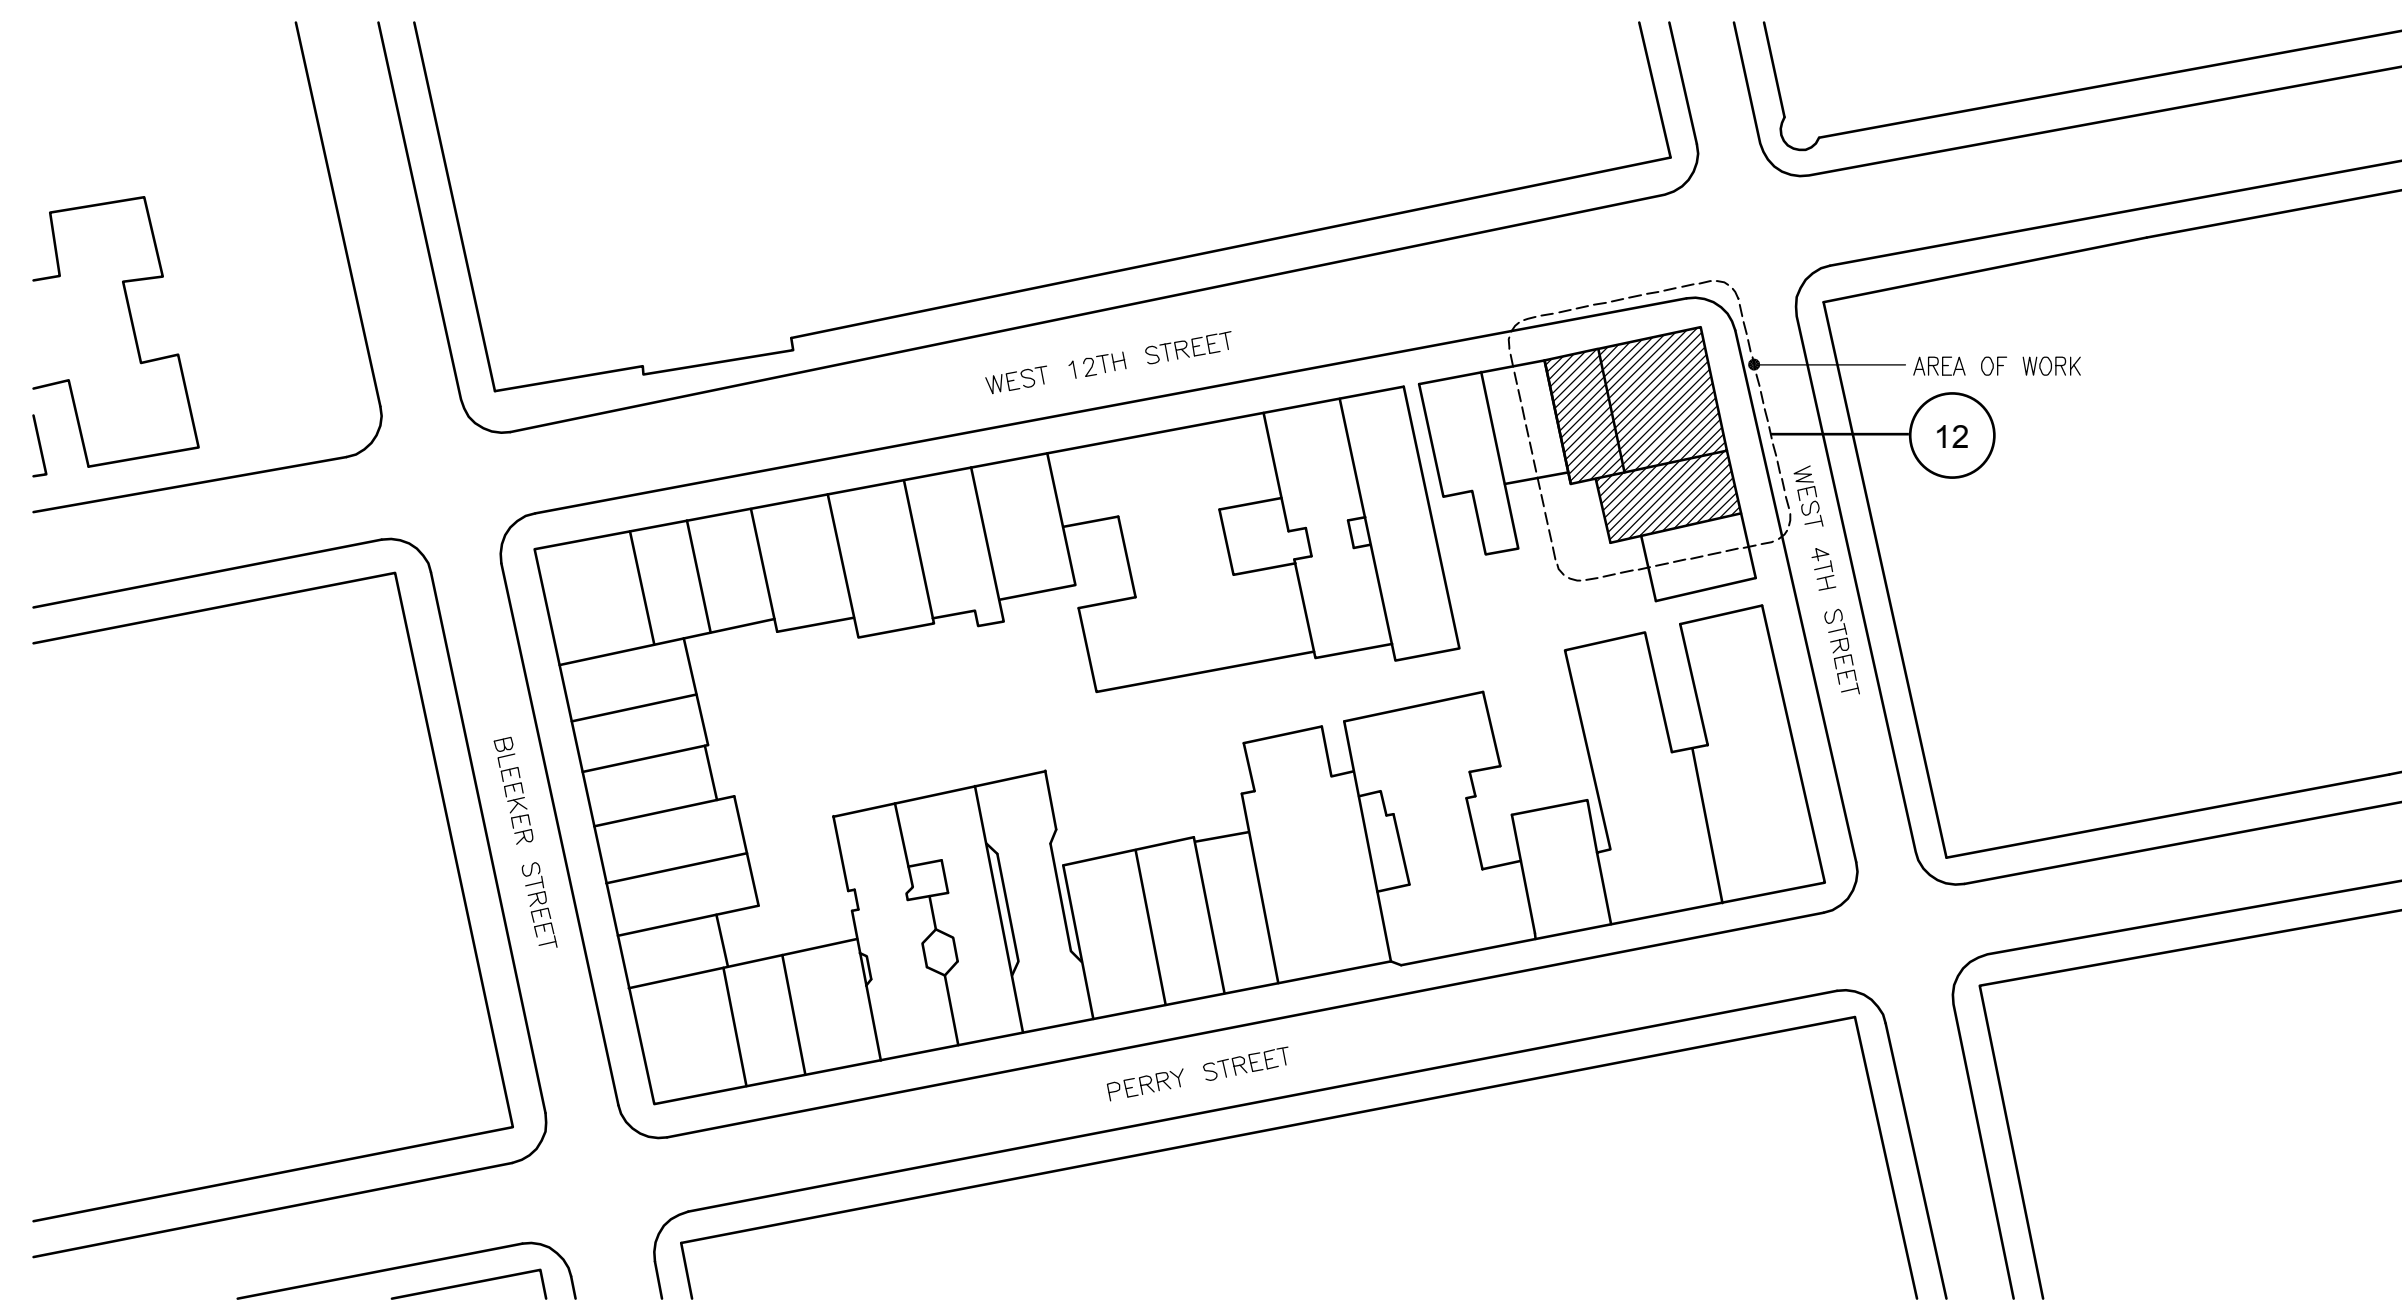 WEST 12TH STREET
AREA OF WORK
12
WEST 4TH STREET
BLEEKER STREET
PERRY STREET